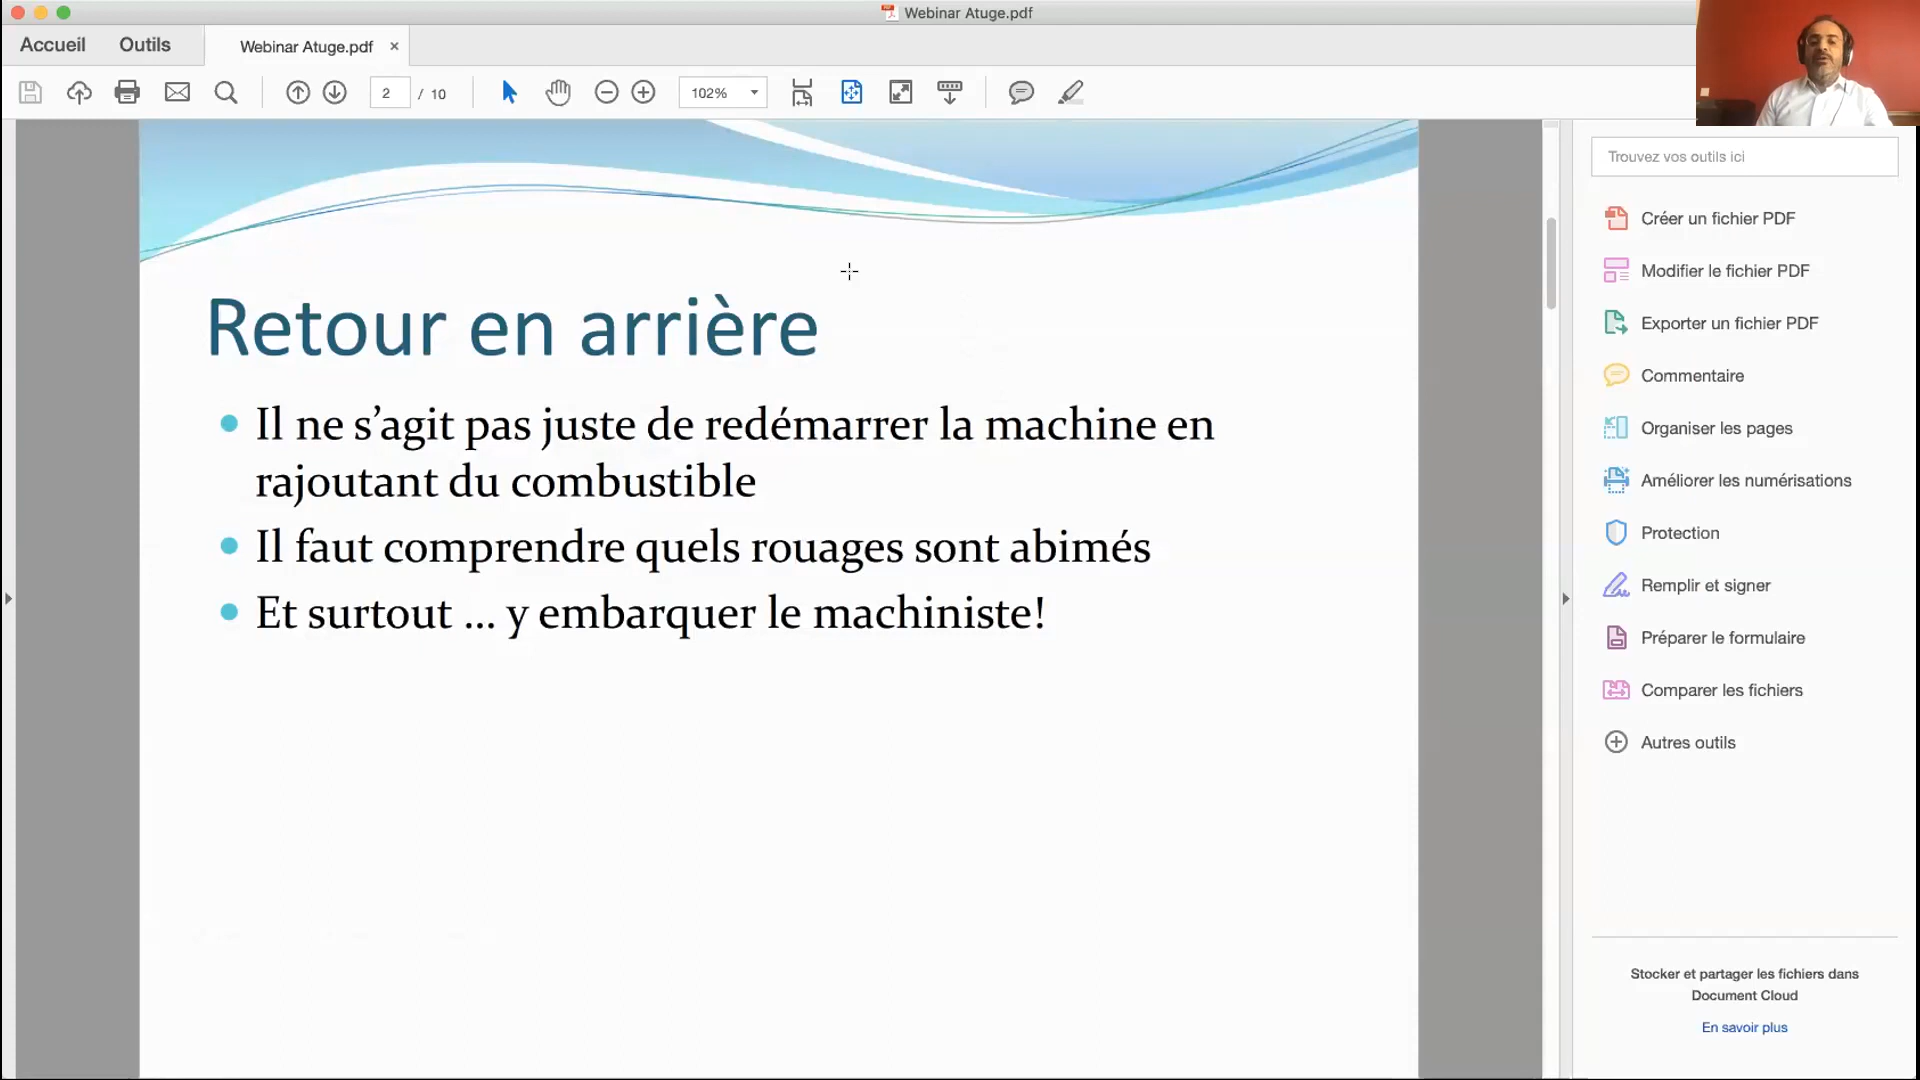 Webinar Atuge.pdf
Accueil
Outils
Webinar Atuge.pdf ×
2 / 10
102%
Trouvez vos outils ici
Créer un fichier PDF
Modifier le fichier PDF
Exporter un fichier PDF
Commentaire
Organiser les pages
Améliorer les numérisations
Protection
Remplir et signer
Préparer le formulaire
Comparer les fichiers
Autres outils
Stocker et partager les fichiers dans
Document Cloud
En savoir plus
Retour en arrière
Il ne s’agit pas juste de redémarrer la machine en
rajoutant du combustible
Il faut comprendre quels rouages sont abimés
Et surtout ... y embarquer le machiniste!